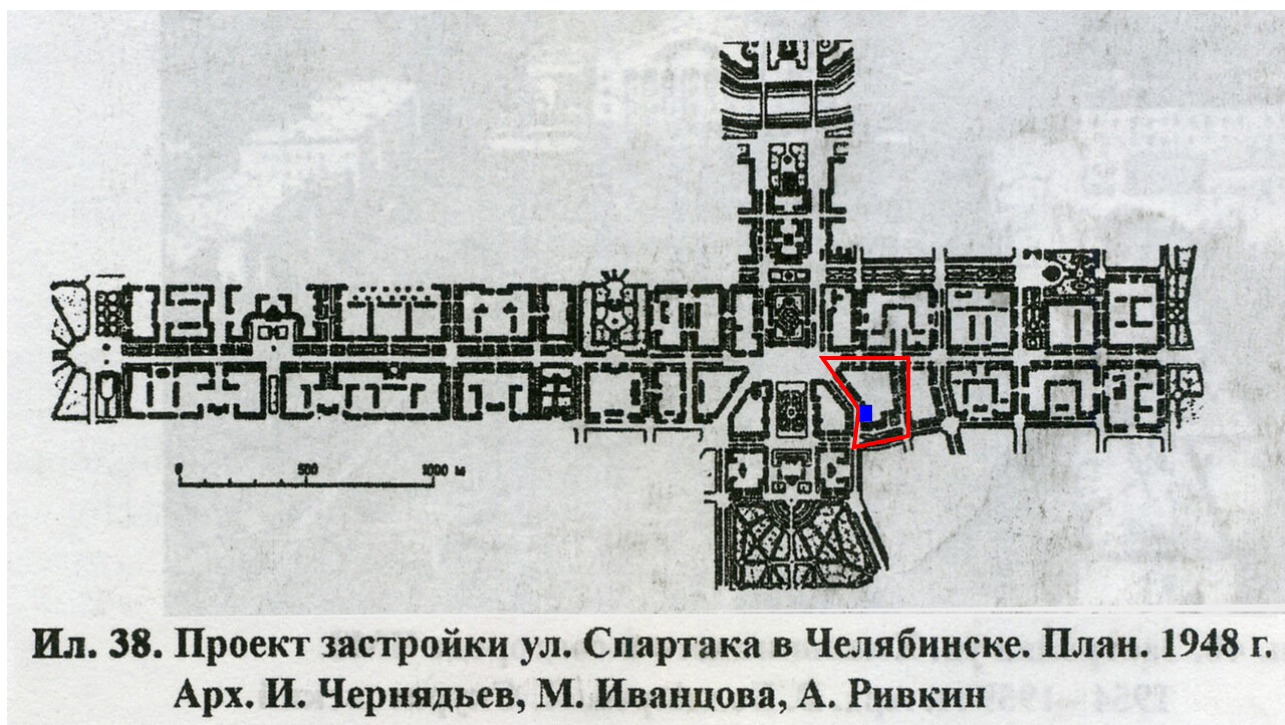 0 500 1000 м
Ил. 38. Проект застройки ул. Спартака в Челябинске. План. 1948 г.
Арх. И. Чернядьев, М. Иванцова, А. Ривкин